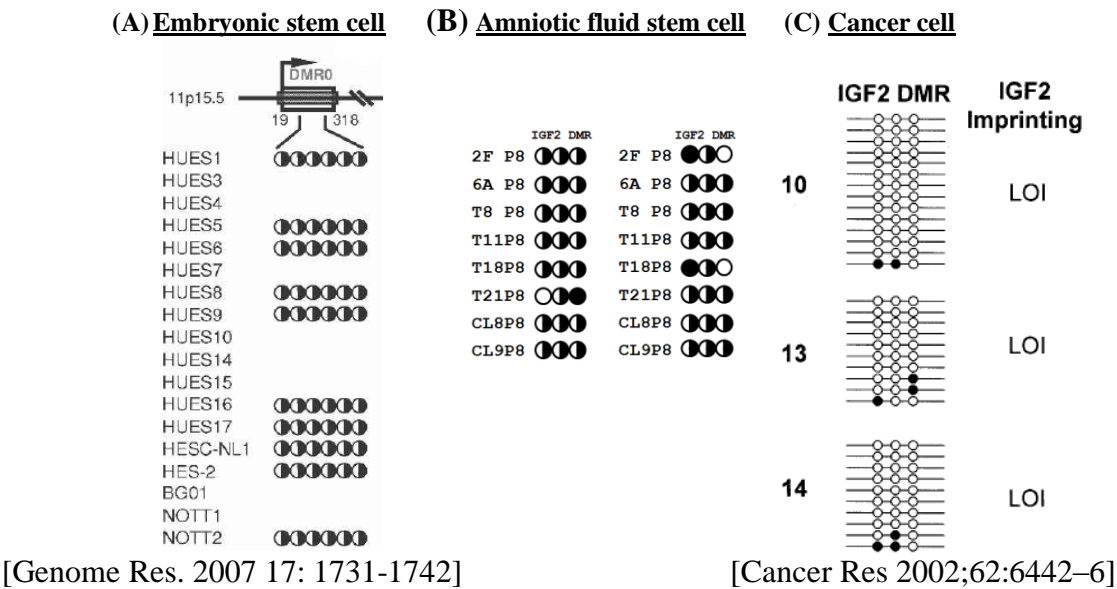 (A) Embryonic stem cell
(B) Amniotic fluid stem cell
(C) Cancer cell
DMR0
11p15.5
19
318
HUES1
HUES3
HUES4
HUES5
HUES6
HUES7
HUES8
HUES9
HUES10
HUES14
HUES15
HUES16
HUES17
HESC-NL1
HES-2
BG01
NOTT1
NOTT2
[Genome Res. 2007 17: 1731-1742]
IGF2 DMR
2F P8
6A P8
T8 P8
T11P8
T18P8
T21P8
CL8P8
CL9P8
IGF2 DMR
2F P8
6A P8
T8 P8
T11P8
T18P8
T21P8
CL8P8
CL9P8
IGF2 DMR
IGF2
Imprinting
10
LOI
13
LOI
14
LOI
[Cancer Res 2002;62:6442–6]